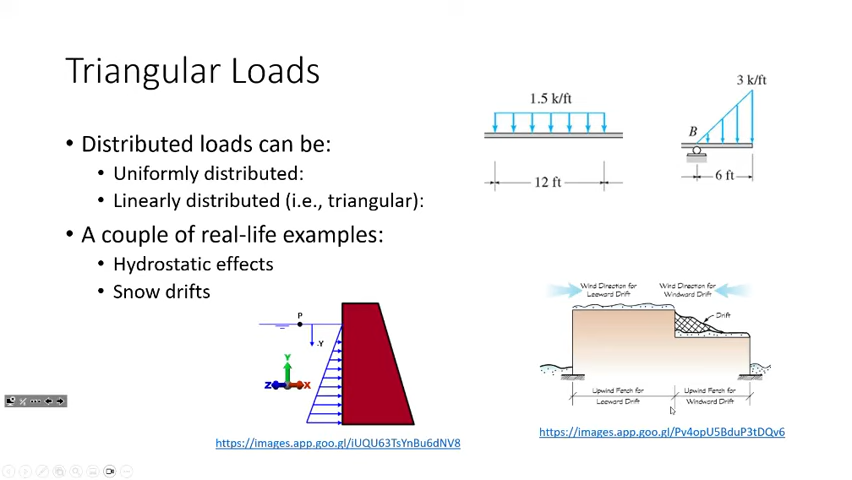 Triangular Loads
• Distributed loads can be:
• Uniformly distributed:
• Linearly distributed (i.e., triangular):
• A couple of real-life examples:
• Hydrostatic effects
• Snow drifts
1.5 k/ft
12 ft
3 k/ft
B
6 ft
P
.Y
Y
Z
X
https://images.app.goo.gl/iUQU63TsYnBu6dNV8
Wind Direction for
Leeward Drift
Wind Direction for
Windward Drift
Drift
Upwind Fetch for
Leeward Drift
Upwind Fetch for
Windward Drift
https://images.app.goo.gl/Pv4opU5BduP3tDQv6